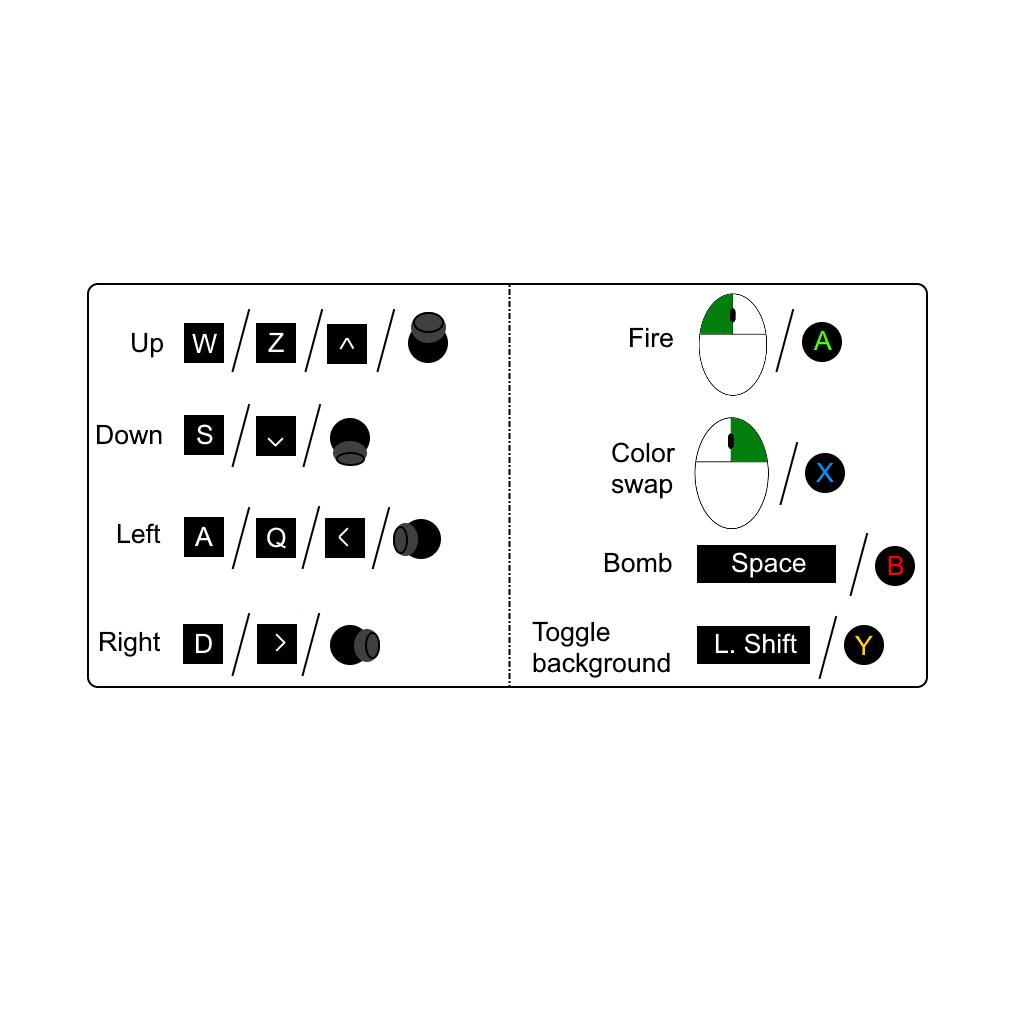 Up W / Z / ^ /
Down S / ⌵ /
Left A / Q / < /
Right D / > /
Fire / A
Color
swap / X
Bomb Space / B
Toggle
background L. Shift / Y